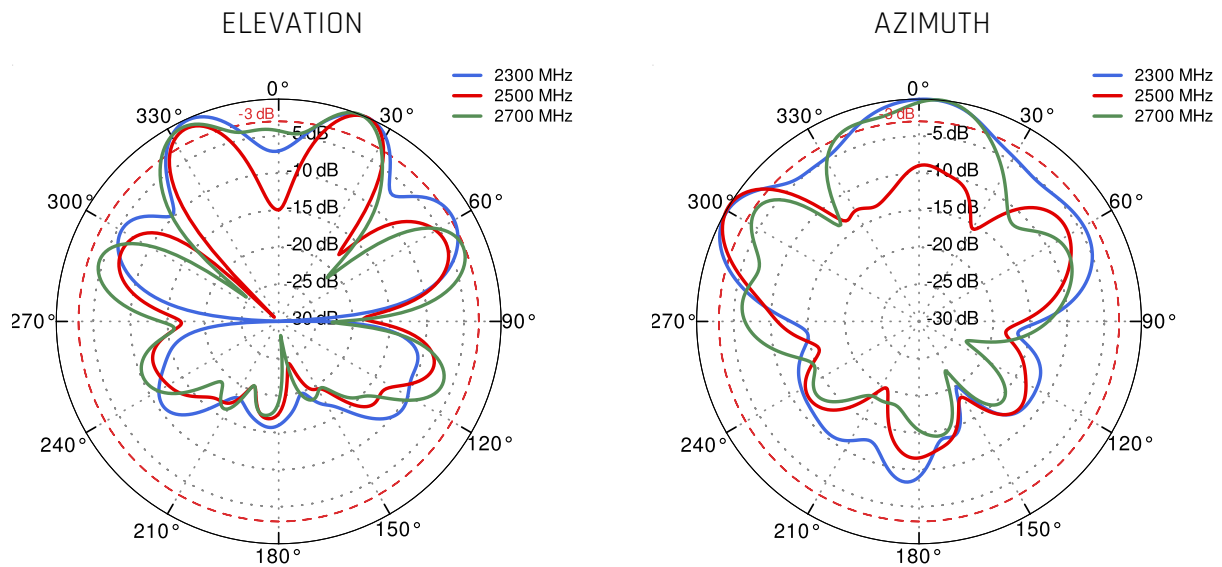 ELEVATION
2300 MHz
2500 MHz
2700 MHz
0°
30°
60°
90°
120°
150°
180°
210°
240°
270°
300°
330°
-3 dB
-5 dB
-10 dB
-15 dB
-20 dB
-25 dB
-30 dB
AZIMUTH
2300 MHz
2500 MHz
2700 MHz
0°
30°
60°
90°
120°
150°
180°
210°
240°
270°
300°
330°
-3 dB
-5 dB
-10 dB
-15 dB
-20 dB
-25 dB
-30 dB